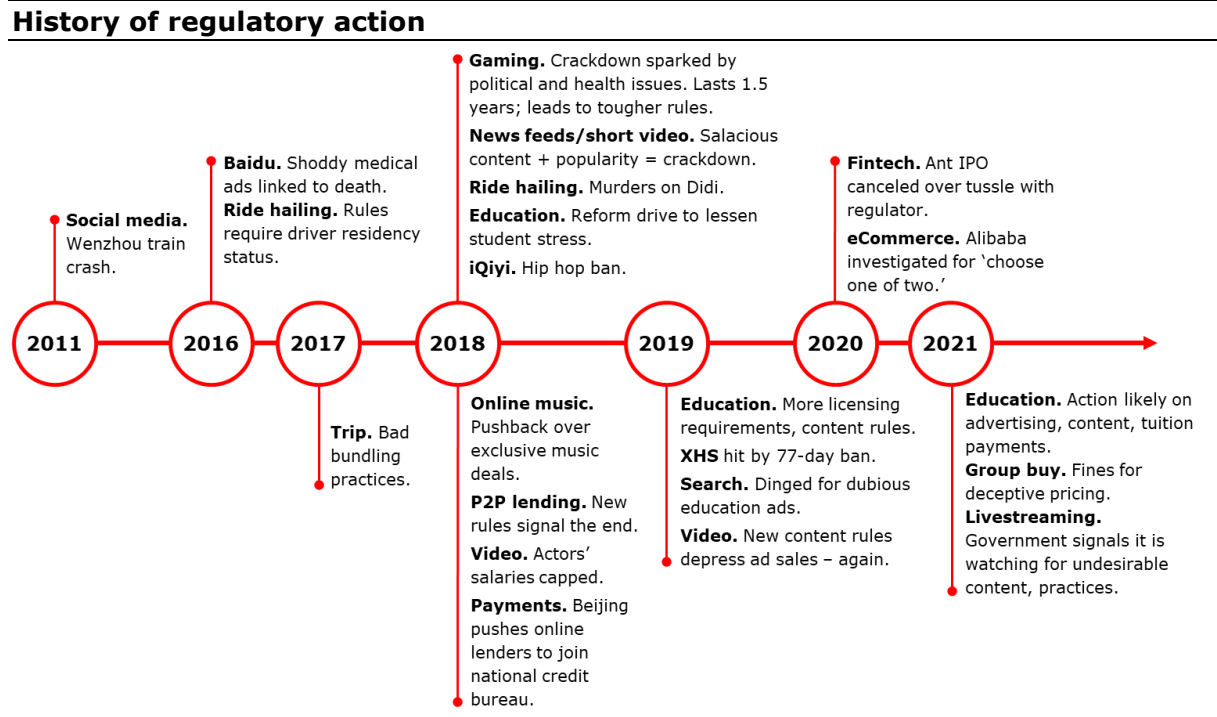 History of regulatory action
Gaming. Crackdown sparked by
political and health issues. Lasts 1.5
years; leads to tougher rules.
News feeds/short video. Salacious
content + popularity = crackdown.
Ride hailing. Murders on Didi.
Education. Reform drive to lessen
student stress.
iQiyi. Hip hop ban.
Baidu. Shoddy medical
ads linked to death.
Ride hailing. Rules
require driver residency
status.
Fintech. Ant IPO
canceled over tussle with
regulator.
eCommerce. Alibaba
investigated for ‘choose
one of two.’
Social media.
Wenzhou train
crash.
2011
2016
2017
2018
2019
2020
2021
Trip. Bad
bundling
practices.
Online music.
Pushback over
exclusive music
deals.
P2P lending. New
rules signal the end.
Video. Actors’
salaries capped.
Payments. Beijing
pushes online
lenders to join
national credit
bureau.
Education. More licensing
requirements, content rules.
XHS hit by 77-day ban.
Search. Dinged for dubious
education ads.
Video. New content rules
depress ad sales – again.
Education. Action likely on
advertising, content, tuition
payments.
Group buy. Fines for
deceptive pricing.
Livestreaming.
Government signals it is
watching for undesirable
content, practices.